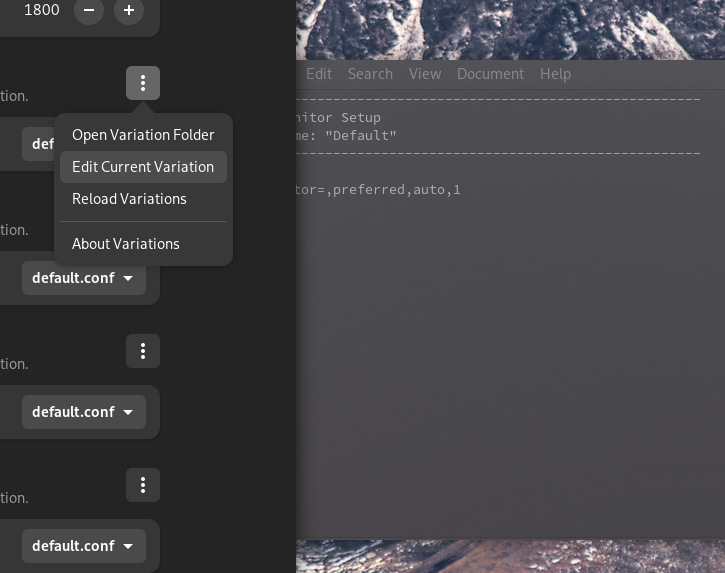 1800
tion.
Open Variation Folder
def
Edit Current Variation
Reload Variations
tion.
About Variations
default.conf
tion.
default.conf
tion.
default.conf
Edit Search View Document Help
-----------------------------------------------------
nitor Setup
me: "Default"
-----------------------------------------------------
tor=,preferred,auto,1